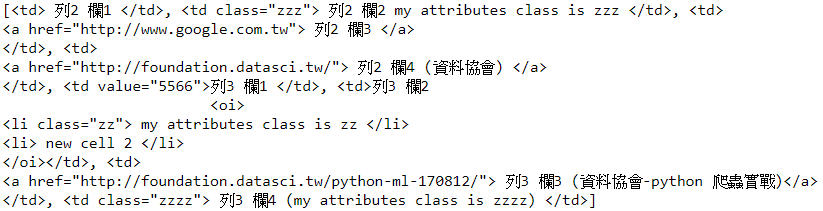 [<td> 列2 欄1 </td>, <td class="zzz"> 列2 欄2 my attributes class is zzz </td>, <td>
<a href="http://www.google.com.tw"> 列2 欄3 </a>
</td>, <td>
<a href="http://foundation.datasci.tw/"> 列2 欄4 (資料協會) </a>
</td>, <td value="5566">列3 欄1 </td>, <td>列3 欄2
<oi>
<li class="zz"> my attributes class is zz </li>
<li> new cell 2 </li>
</oi></td>, <td>
<a href="http://foundation.datasci.tw/python-ml-170812/"> 列3 欄3 (資料協會-python 爬蟲實戰)</a>
</td>, <td class="zzzz"> 列3 欄4 (my attributes class is zzzz) </td>]